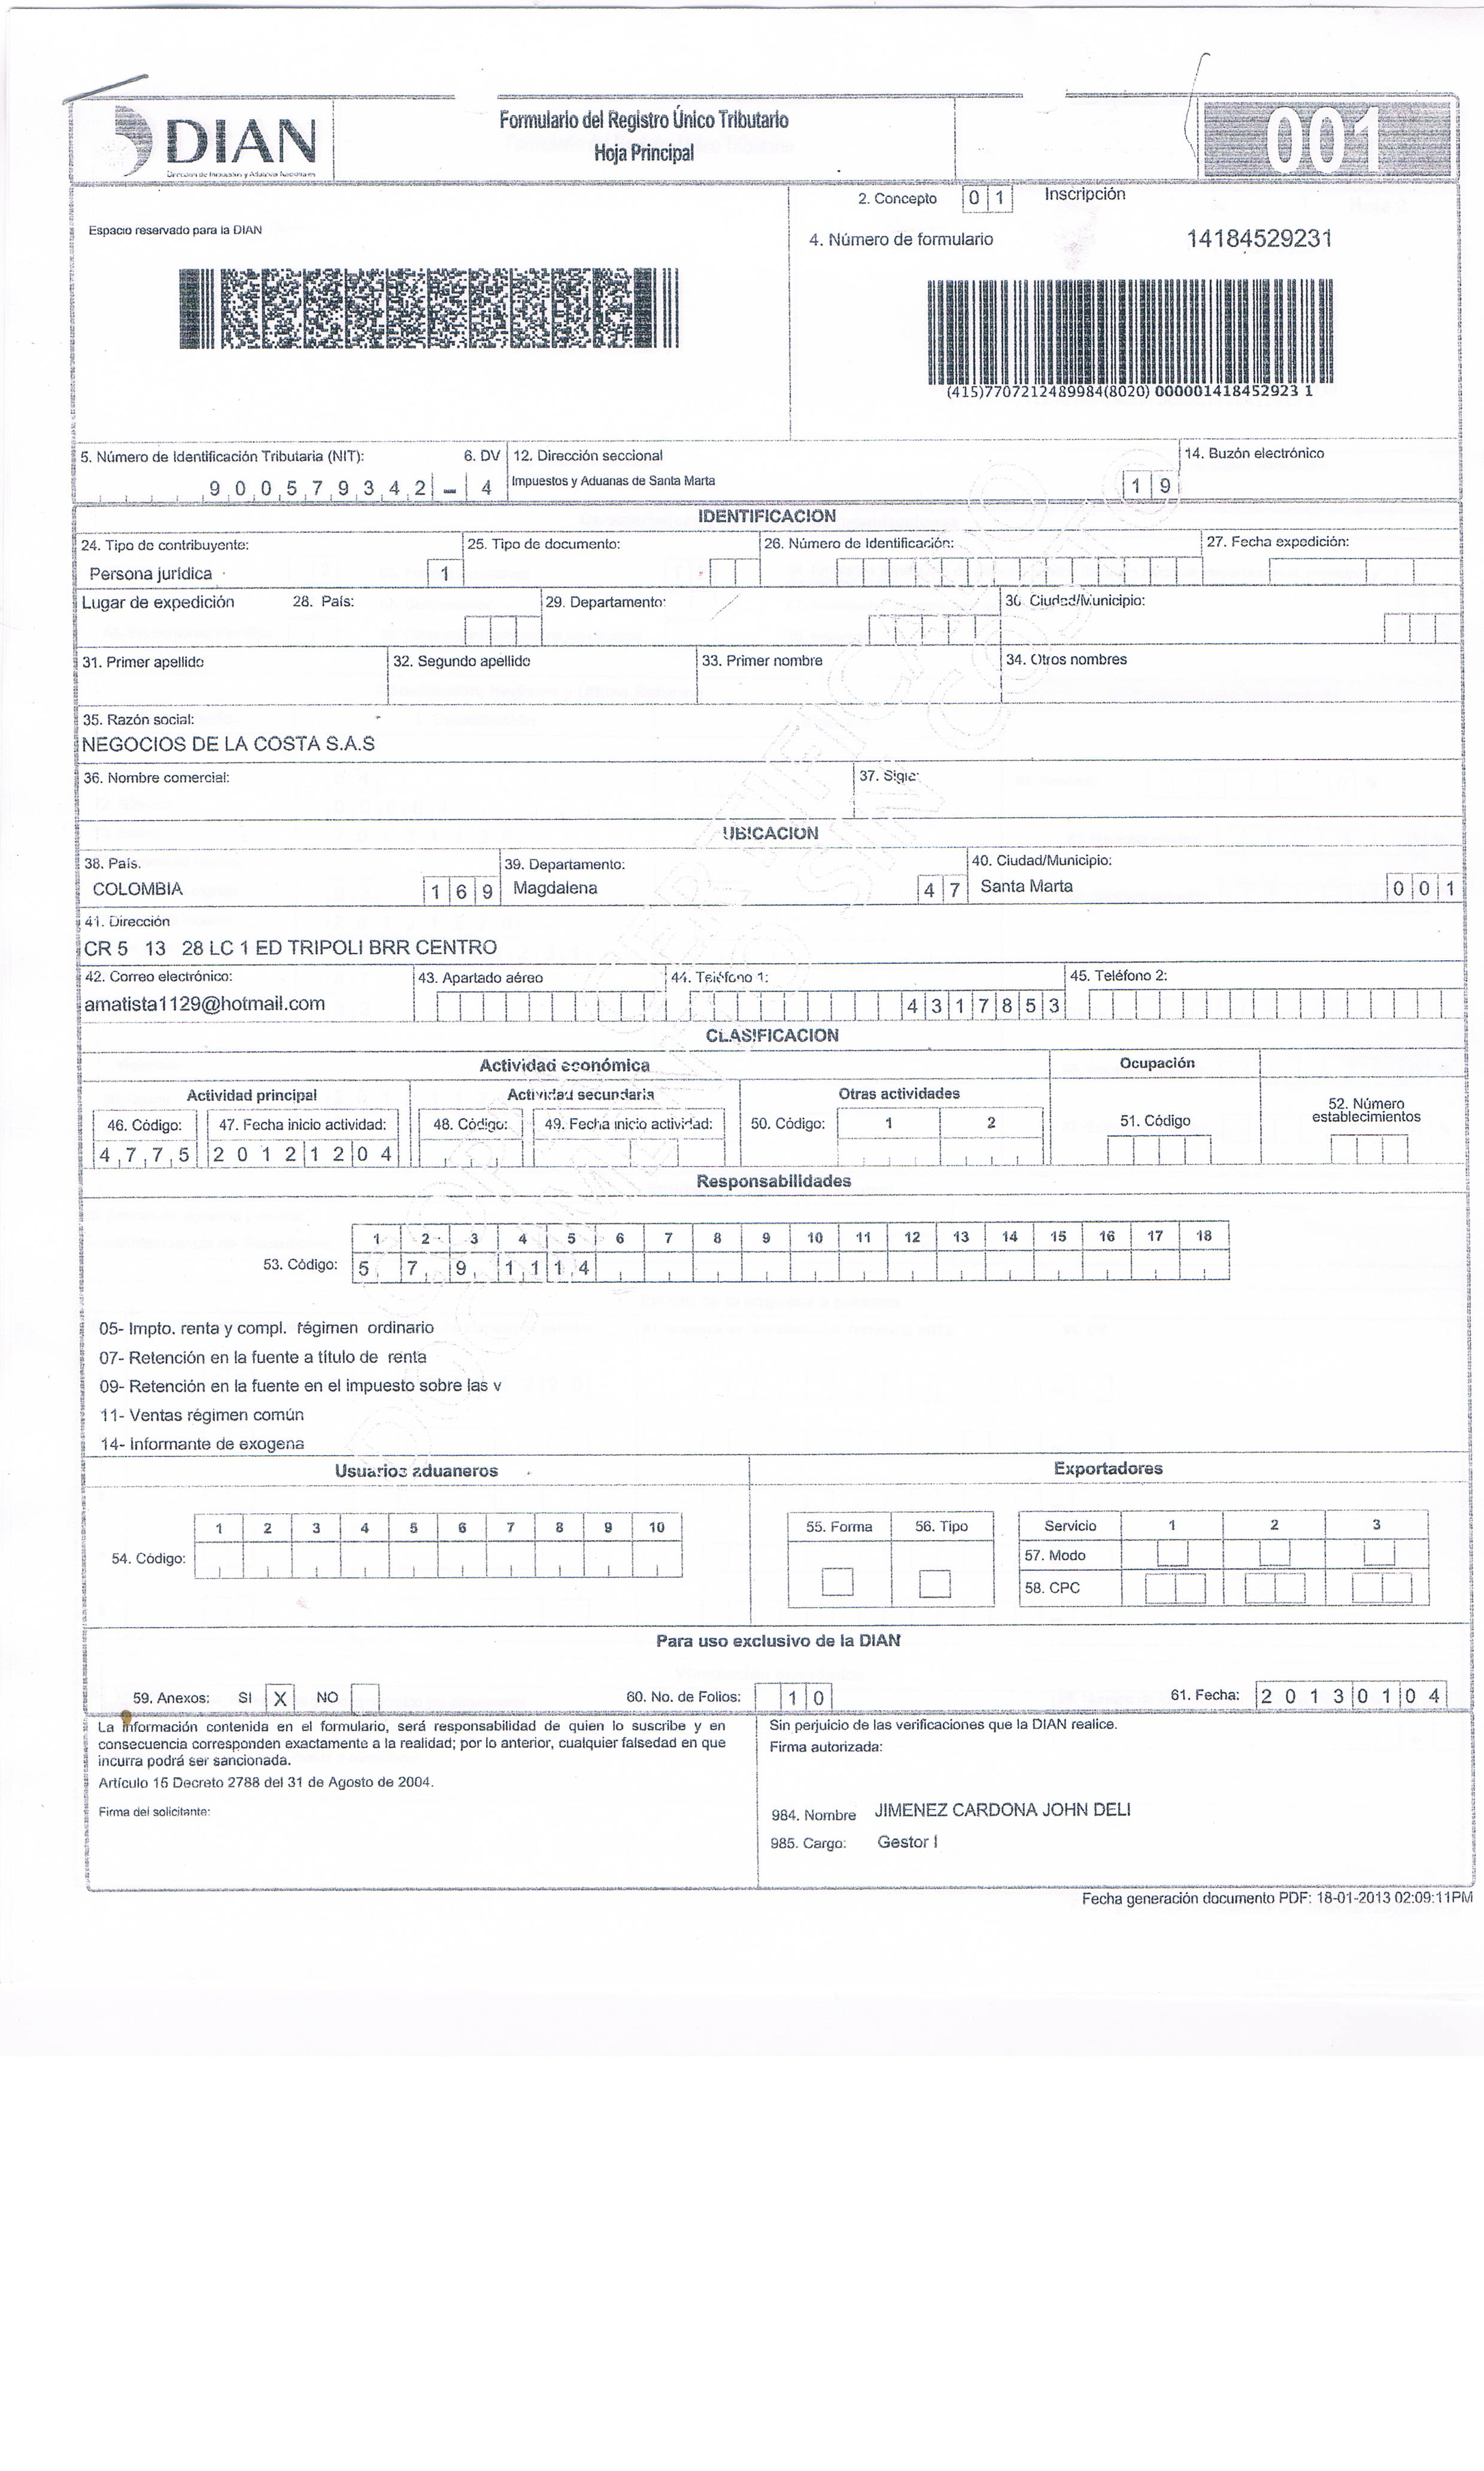 DIAN
Dirección de Impuestos y Aduanas Nacionales
Formulario del Registro Único Tributario
Hoja Principal
001
2. Concepto 0 1 Inscripción
Espacio reservado para la DIAN
4. Número de formulario 14184529231
(415)7707212489984(8020) 000001418452923 1
5. Número de Identificación Tributaria (NIT): 6. DV 12. Dirección seccional 14. Buzón electrónico
9 0 0 5 7 9 3 4 2 - 4 Impuestos y Aduanas de Santa Marta 1 9
IDENTIFICACION
24. Tipo de contribuyente: 25. Tipo de documento: 26. Número de Identificación: 27. Fecha expedición:
Persona jurídica 1
Lugar de expedición 28. País: 29. Departamento: 30. Ciudad/Municipio:
31. Primer apellido 32. Segundo apellido 33. Primer nombre 34. Otros nombres
35. Razón social:
NEGOCIOS DE LA COSTA S.A.S
36. Nombre comercial: 37. Sigla:
UBICACION
38. País. 39. Departamento: 40. Ciudad/Municipio:
COLOMBIA 1 6 9 Magdalena 4 7 Santa Marta 0 0 1
41. Dirección
CR 5 13 28 LC 1 ED TRIPOLI BRR CENTRO
42. Correo electrónico: 43. Apartado aéreo 44. Teléfono 1: 45. Teléfono 2:
amatista1129@hotmail.com 4 3 1 7 8 5 3
CLASIFICACION
Actividad económica Ocupación
Actividad principal Actividad secundaria Otras actividades 52. Número establecimientos
46. Código: 47. Fecha inicio actividad: 48. Código: 49. Fecha inicio actividad: 50. Código: 1 2 51. Código
4 7 7 5 2 0 1 2 1 2 0 4
Responsabilidades
1 2 3 4 5 6 7 8 9 10 11 12 13 14 15 16 17 18
53. Código: 5 7 9 1 1 1 4
05- Impto. renta y compl. régimen ordinario
07- Retención en la fuente a título de renta
09- Retención en la fuente en el impuesto sobre las v
11- Ventas régimen común
14- Informante de exogena
Usuarios aduaneros Exportadores
1 2 3 4 5 6 7 8 9 10 55. Forma 56. Tipo Servicio 1 2 3
54. Código: 57. Modo
58. CPC
Para uso exclusivo de la DIAN
59. Anexos: SI X NO 60. No. de Folios: 1 0 61. Fecha: 2 0 1 3 0 1 0 4
La información contenida en el formulario, será responsabilidad de quien lo suscribe y en
consecuencia corresponden exactamente a la realidad; por lo anterior, cualquier falsedad en que
incurra podrá ser sancionada.
Artículo 15 Decreto 2788 del 31 de Agosto de 2004.
Firma del solicitante:
Sin perjuicio de las verificaciones que la DIAN realice.
Firma autorizada:
984. Nombre JIMENEZ CARDONA JOHN DELI
985. Cargo: Gestor I
Fecha generación documento PDF: 18-01-2013 02:09:11PM